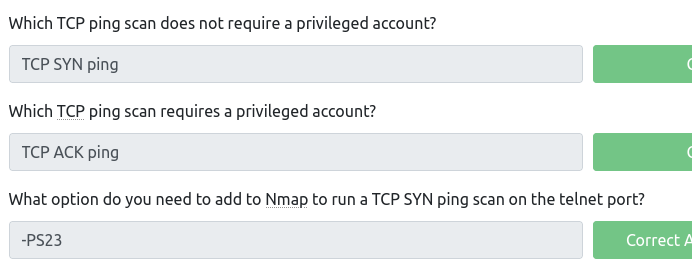 Which TCP ping scan does not require a privileged account?
TCP SYN ping
Which TCP ping scan requires a privileged account?
TCP ACK ping
What option do you need to add to Nmap to run a TCP SYN ping scan on the telnet port?
-PS23
Correct A